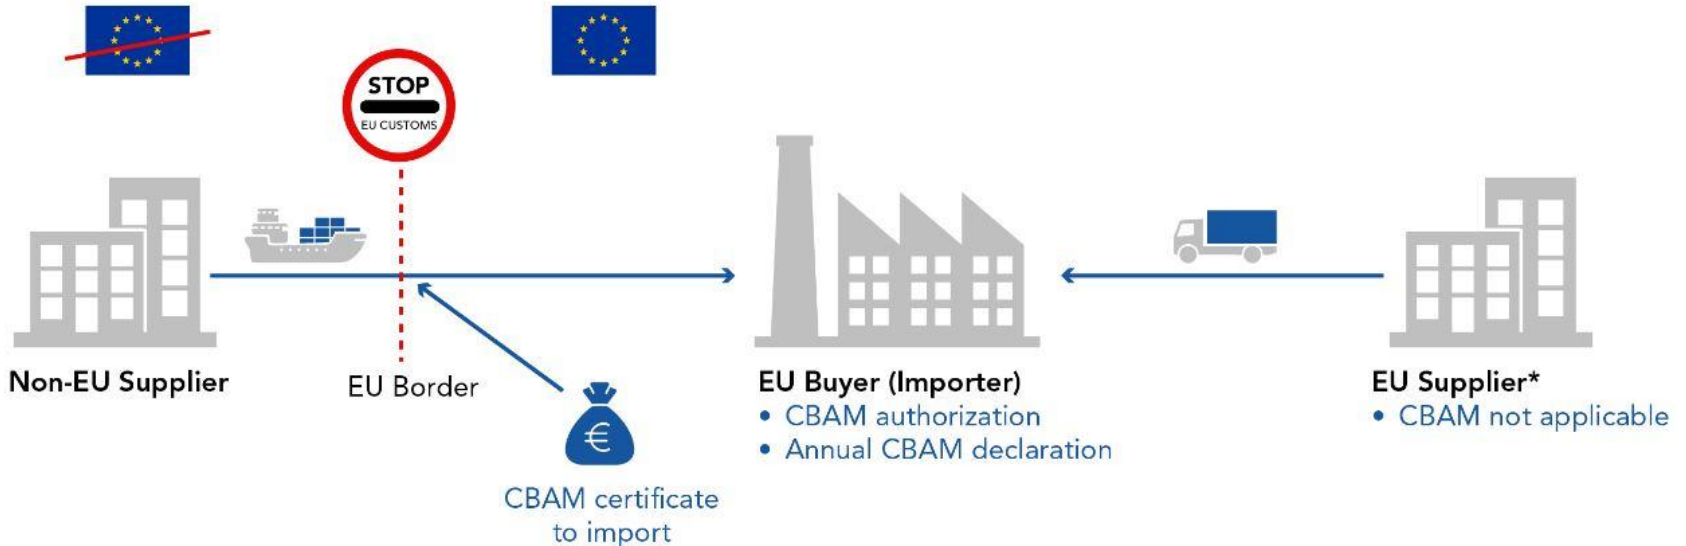 STOP
EU CUSTOMS
Non-EU Supplier
EU Border
€
CBAM certificate
to import
EU Buyer (Importer)
• CBAM authorization
• Annual CBAM declaration
EU Supplier*
• CBAM not applicable